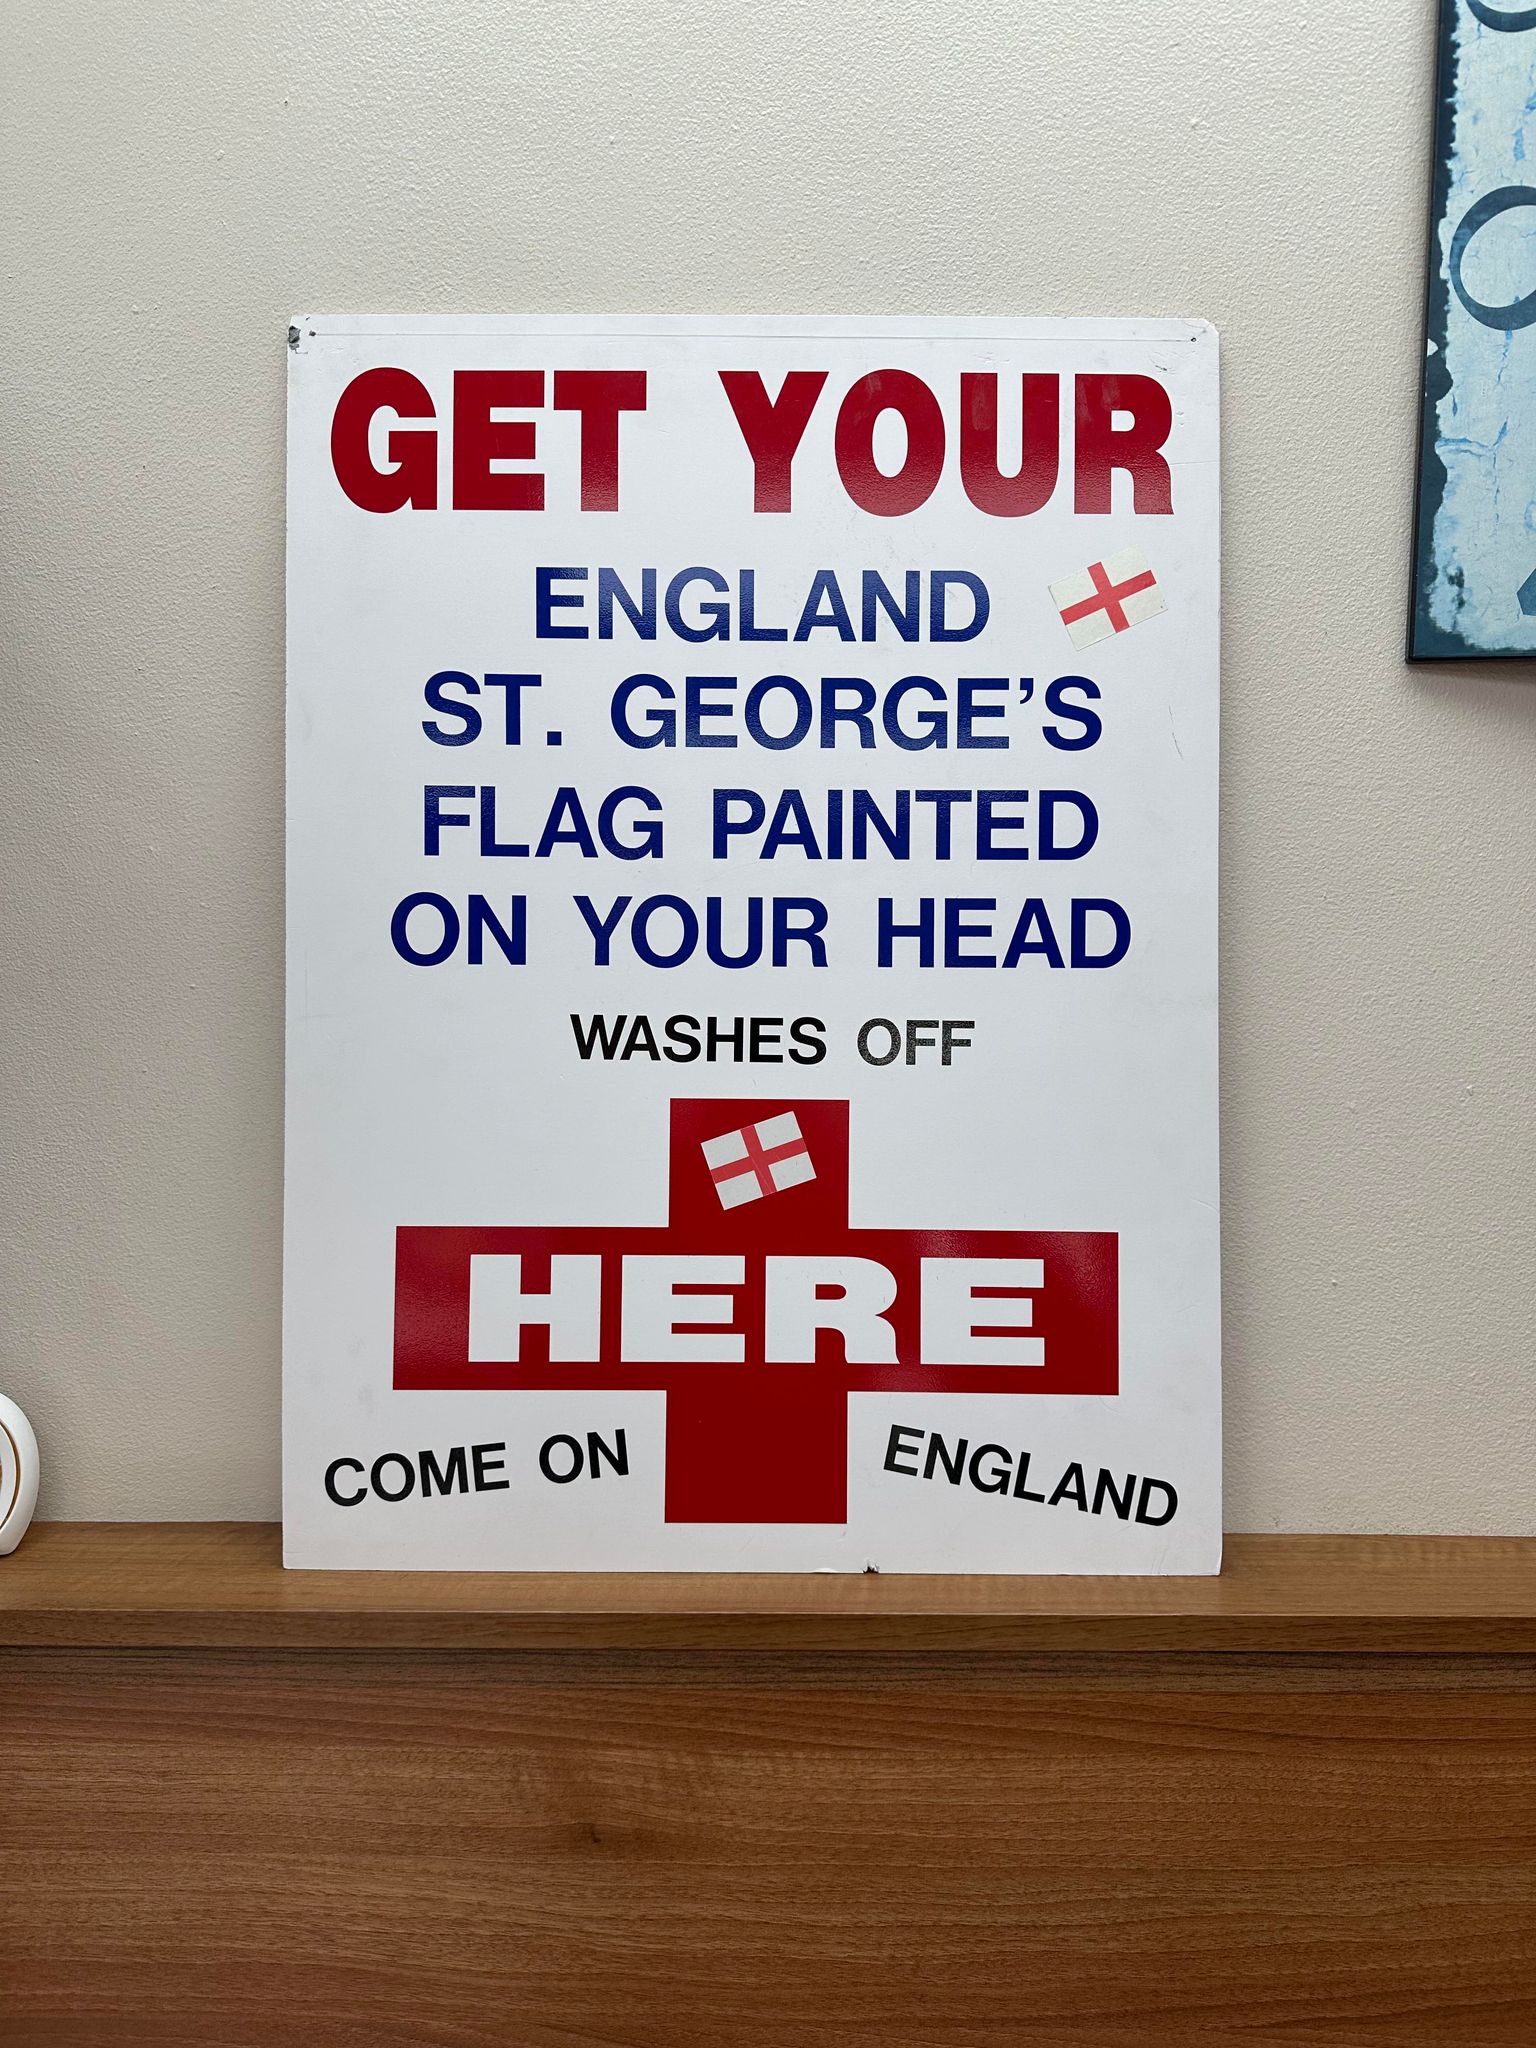 GET YOUR
ENGLAND
ST. GEORGE'S
FLAG PAINTED
ON YOUR HEAD
WASHES OFF
HERE
COME ON ENGLAND